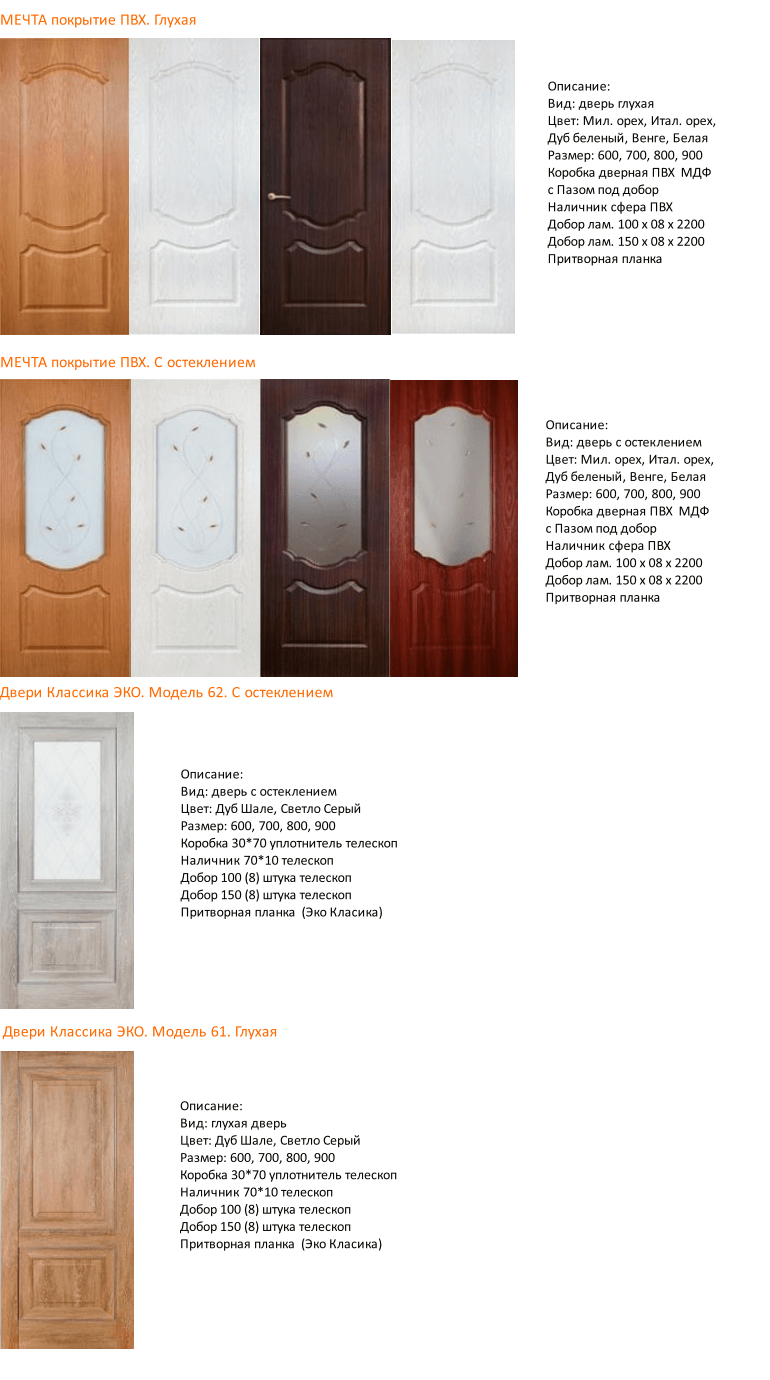 МЕЧТА покрытие ПВХ. Глухая
Описание:
Вид: дверь глухая
Цвет: Мил. орех, Итал. орех,
Дуб беленый, Венге, Белая
Размер: 600, 700, 800, 900
Коробка дверная ПВХ МДФ
с Пазом под добор
Наличник сфера ПВХ
Добор лам. 100 х 08 х 2200
Добор лам. 150 х 08 х 2200
Притворная планка
МЕЧТА покрытие ПВХ. С остеклением
Описание:
Вид: дверь с остеклением
Цвет: Мил. орех, Итал. орех,
Дуб беленый, Венге, Белая
Размер: 600, 700, 800, 900
Коробка дверная ПВХ МДФ
с Пазом под добор
Наличник сфера ПВХ
Добор лам. 100 х 08 х 2200
Добор лам. 150 х 08 х 2200
Притворная планка
Двери Классика ЭКО. Модель 62. С остеклением
Описание:
Вид: дверь с остеклением
Цвет: Дуб Шале, Светло Серый
Размер: 600, 700, 800, 900
Коробка 30*70 уплотнитель телескоп
Наличник 70*10 телескоп
Добор 100 (8) штука телескоп
Добор 150 (8) штука телескоп
Притворная планка (Эко Класика)
Двери Классика ЭКО. Модель 61. Глухая
Описание:
Вид: глухая дверь
Цвет: Дуб Шале, Светло Серый
Размер: 600, 700, 800, 900
Коробка 30*70 уплотнитель телескоп
Наличник 70*10 телескоп
Добор 100 (8) штука телескоп
Добор 150 (8) штука телескоп
Притворная планка (Эко Класика)